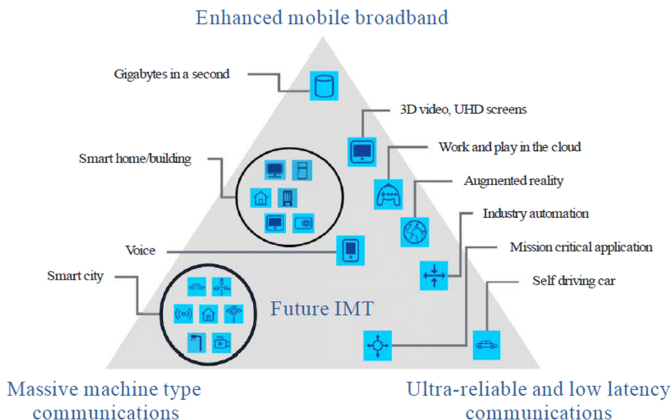 Enhanced mobile broadband
Gigabytes in a second
3D video, UHD screens
Smart home/building
Work and play in the cloud
Augmented reality
Industry automation
Voice
Mission critical application
Smart city
Self driving car
Future IMT
Massive machine type
communications
Ultra-reliable and low latency
communications